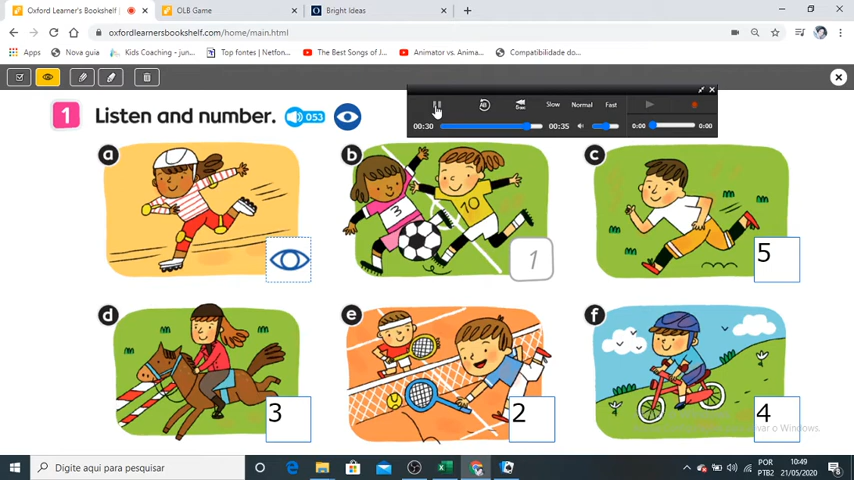 Oxford Learner's Bookshelf
OLB Game
Bright Ideas
oxfordlearnersbookshelf.com/home/main.html
Apps
Nova guia
Kids Coaching - jun...
Top fontes | Netfon...
The Best Songs of J...
Animator vs. Anima...
Compatibilidade do...
AB
5sec
Slow
Normal
Fast
00:30
00:35
0:00
0:00
1
Listen and number.
053
a
b
c
3
10
1
5
d
e
f
3
2
4
Digite aqui para pesquisar
POR
PTB2
10:49
21/05/2020